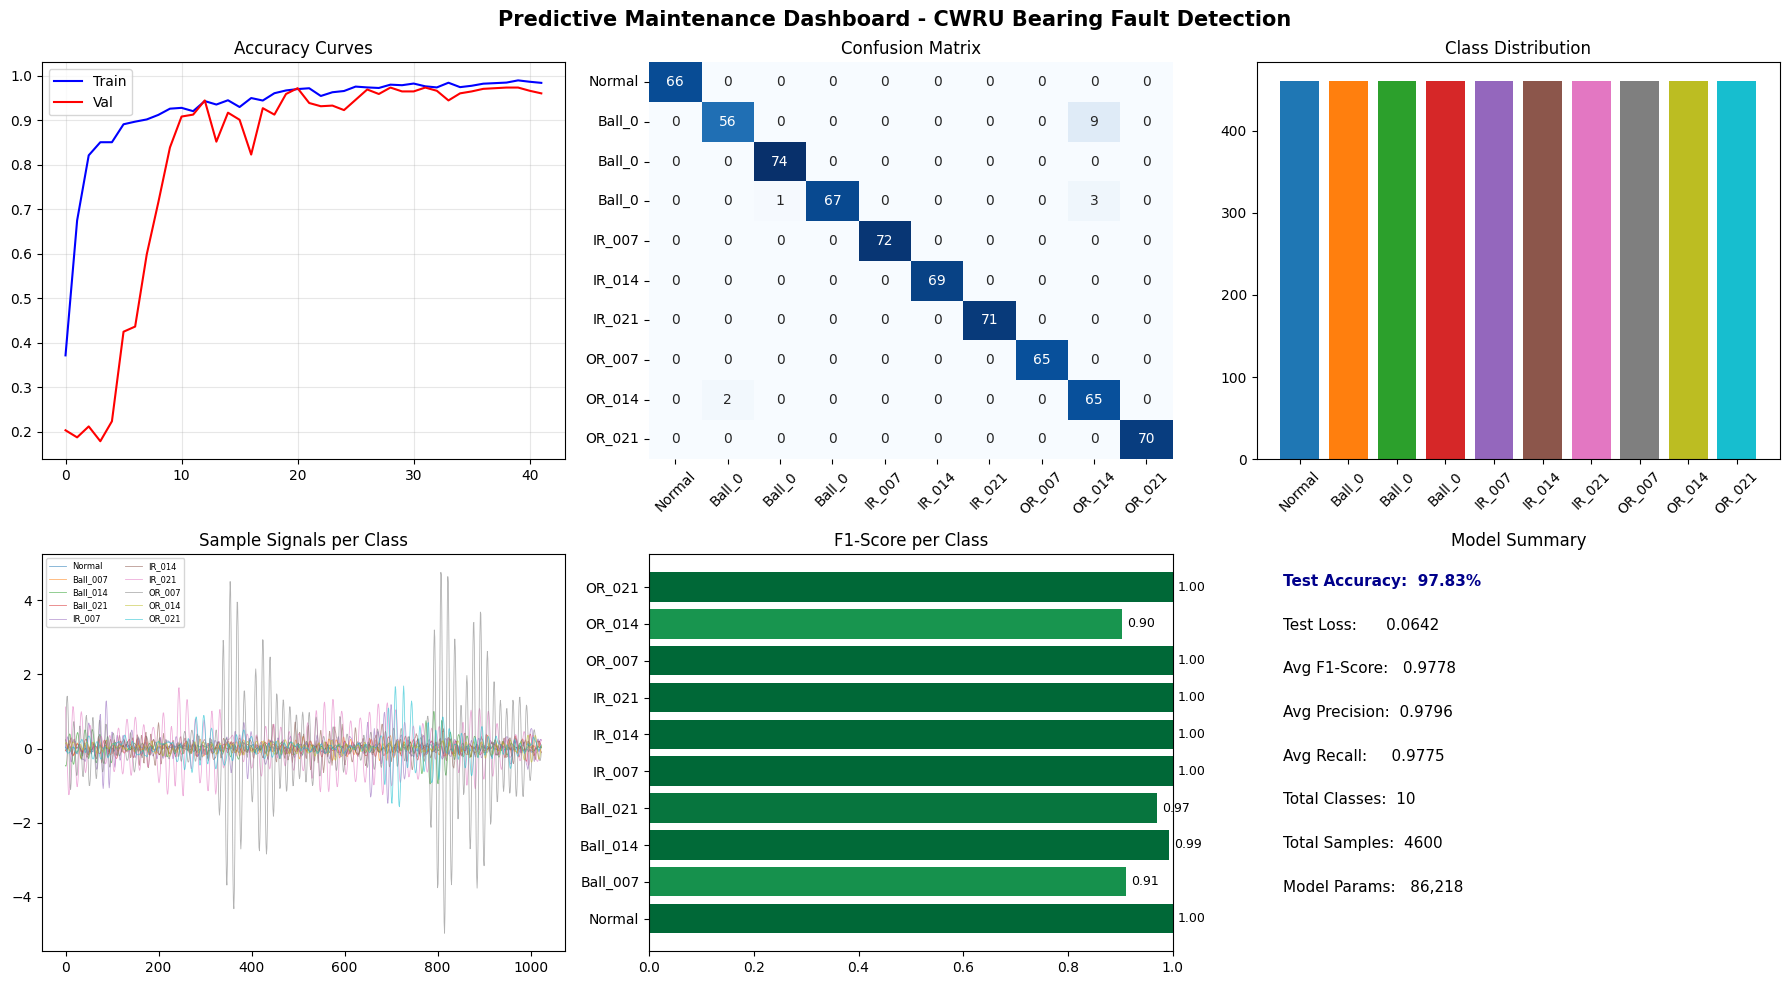 Predictive Maintenance Dashboard - CWRU Bearing Fault Detection
Accuracy Curves
Train
Val
1.0
0.9
0.8
0.7
0.6
0.5
0.4
0.3
0.2
0 10 20 30 40
Confusion Matrix
Normal 66 0 0 0 0 0 0 0 0 0
Ball_0 0 56 0 0 0 0 0 0 9 0
Ball_0 0 0 74 0 0 0 0 0 0 0
Ball_0 0 0 1 67 0 0 0 0 3 0
IR_007 0 0 0 0 72 0 0 0 0 0
IR_014 0 0 0 0 0 69 0 0 0 0
IR_021 0 0 0 0 0 0 71 0 0 0
OR_007 0 0 0 0 0 0 0 65 0 0
OR_014 0 2 0 0 0 0 0 0 65 0
OR_021 0 0 0 0 0 0 0 0 0 70
Normal Ball_0 Ball_0 Ball_0 IR_007 IR_014 IR_021 OR_007 OR_014 OR_021
Class Distribution
400
300
200
100
0
Normal Ball_0 Ball_0 Ball_0 IR_007 IR_014 IR_021 OR_007 OR_014 OR_021
Sample Signals per Class
Normal IR_014
Ball_007 IR_021
Ball_014 OR_007
Ball_021 OR_014
IR_007 OR_021
4
2
0
−2
−4
0 200 400 600 800 1000
F1-Score per Class
OR_021 1.00
OR_014 0.90
OR_007 1.00
IR_021 1.00
IR_014 1.00
IR_007 1.00
Ball_021 0.97
Ball_014 0.99
Ball_007 0.91
Normal 1.00
0.0 0.2 0.4 0.6 0.8 1.0
Model Summary
Test Accuracy: 97.83%
Test Loss: 0.0642
Avg F1-Score: 0.9778
Avg Precision: 0.9796
Avg Recall: 0.9775
Total Classes: 10
Total Samples: 4600
Model Params: 86,218